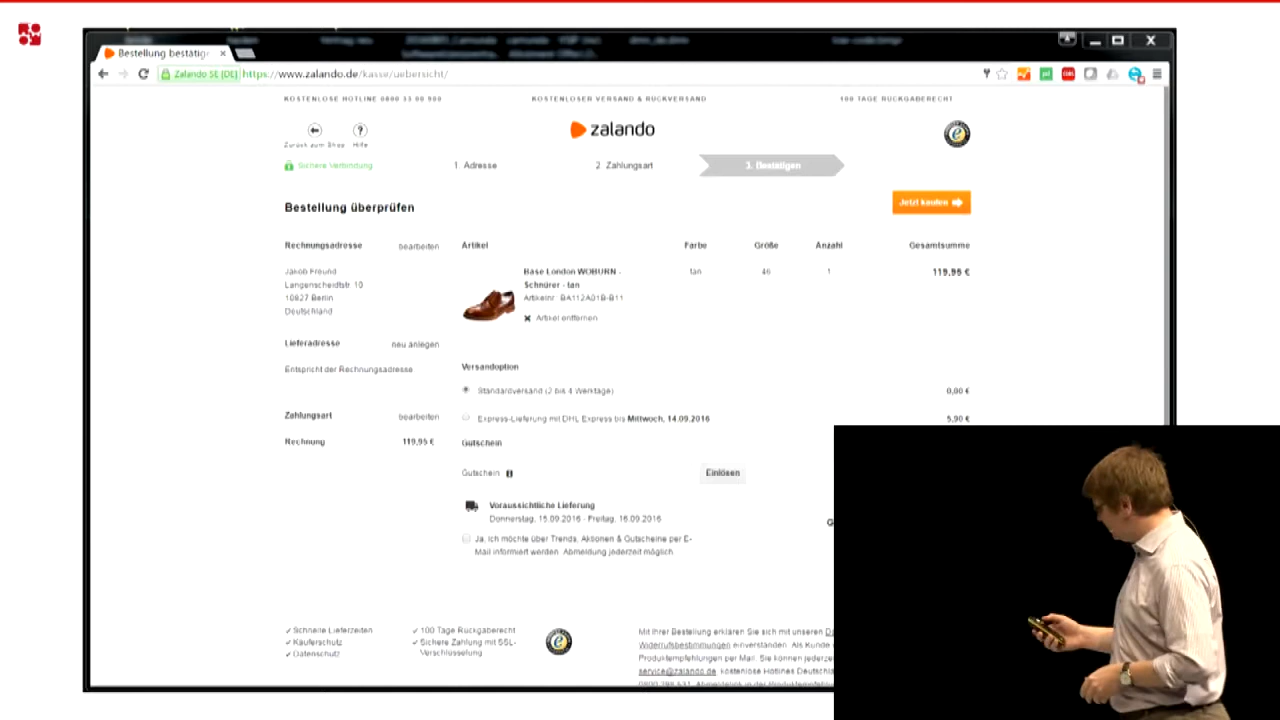 Bestellung bestätig
Zalando SE [DE] https://www.zalando.de/kasse/uebersicht/
KOSTENLOSE HOTLINE 0800 33 00 900 KOSTENLOSER VERSAND & RÜCKVERSAND 100 TAGE RÜCKGABERECHT
zalando
Zurück zum Shop Hilfe
Sichere Verbindung 1. Adresse 2. Zahlungsart 3. Bestätigen
Bestellung überprüfen Jetzt kaufen
Rechnungsadresse bearbeiten Artikel Farbe Größe Anzahl Gesamtsumme
Jakob Freund Base London WOBURN - tan 46 1 119,95 €
Langenscheidtstr. 10 Schnürer - tan
10827 Berlin Artikelnr. BA112A01B-B11
Deutschland
Artikel entfernen
Lieferadresse neu anlegen
Entspricht der Rechnungsadresse Versandoption
Standardversand (2 bis 4 Werktage) 0,00 €
Zahlungsart bearbeiten Express-Lieferung mit DHL Express bis Mittwoch, 14.09.2016 5,90 €
Rechnung 119,95 € Gutschein
Gutschein Einlösen
Voraussichtliche Lieferung
Donnerstag, 15.09.2016 - Freitag, 16.09.2016
Ja, ich möchte über Trends, Aktionen & Gutscheine per E-
Mail informiert werden. Abmeldung jederzeit möglich.
✓ Schnelle Lieferzeiten ✓ 100 Tage Rückgaberecht Mit Ihrer Bestellung erklären Sie sich mit unseren
✓ Käuferschutz ✓ Sichere Zahlung mit SSL- Widerrufsbestimmungen einverstanden. Als Kunde
✓ Datenschutz Verschlüsselung Produktempfehlungen per Mail. Sie können
service@zalando.de, kostenlose Hotlines